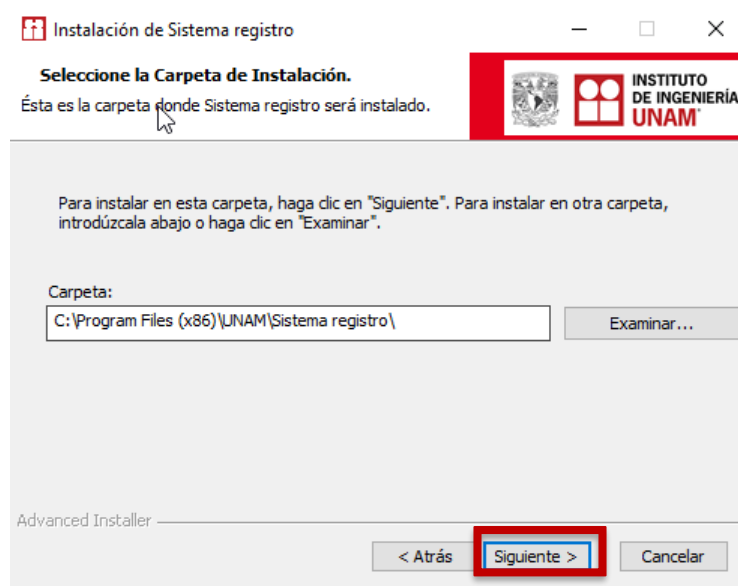 Instalación de Sistema registro
Seleccione la Carpeta de Instalación.
Ésta es la carpeta donde Sistema registro será instalado.
INSTITUTO
DE INGENIERÍA
UNAM
Para instalar en esta carpeta, haga clic en "Siguiente". Para instalar en otra carpeta,
introdúzcala abajo o haga clic en "Examinar".
Carpeta:
C:\Program Files (x86)\UNAM\Sistema registro\
Examinar...
Advanced Installer
< Atrás
Siguiente >
Cancelar